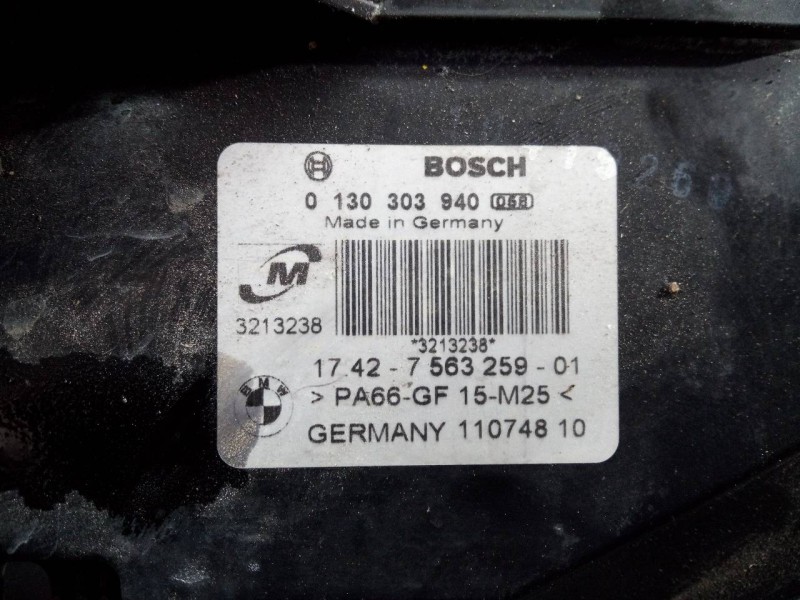 BOSCH
0 130 303 940 058
Made in Germany
M
3213238
*3213238*
17.42 - 7 563 259 - 01
BMW
> PA66-GF 15-M25 <
GERMANY 110748 10